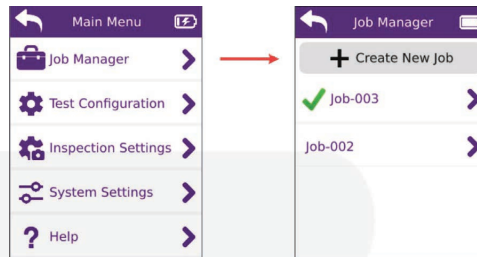 Main Menu
Job Manager
Test Configuration
Inspection Settings
System Settings
? Help
Job Manager
Create New Job
Job-003
Job-002